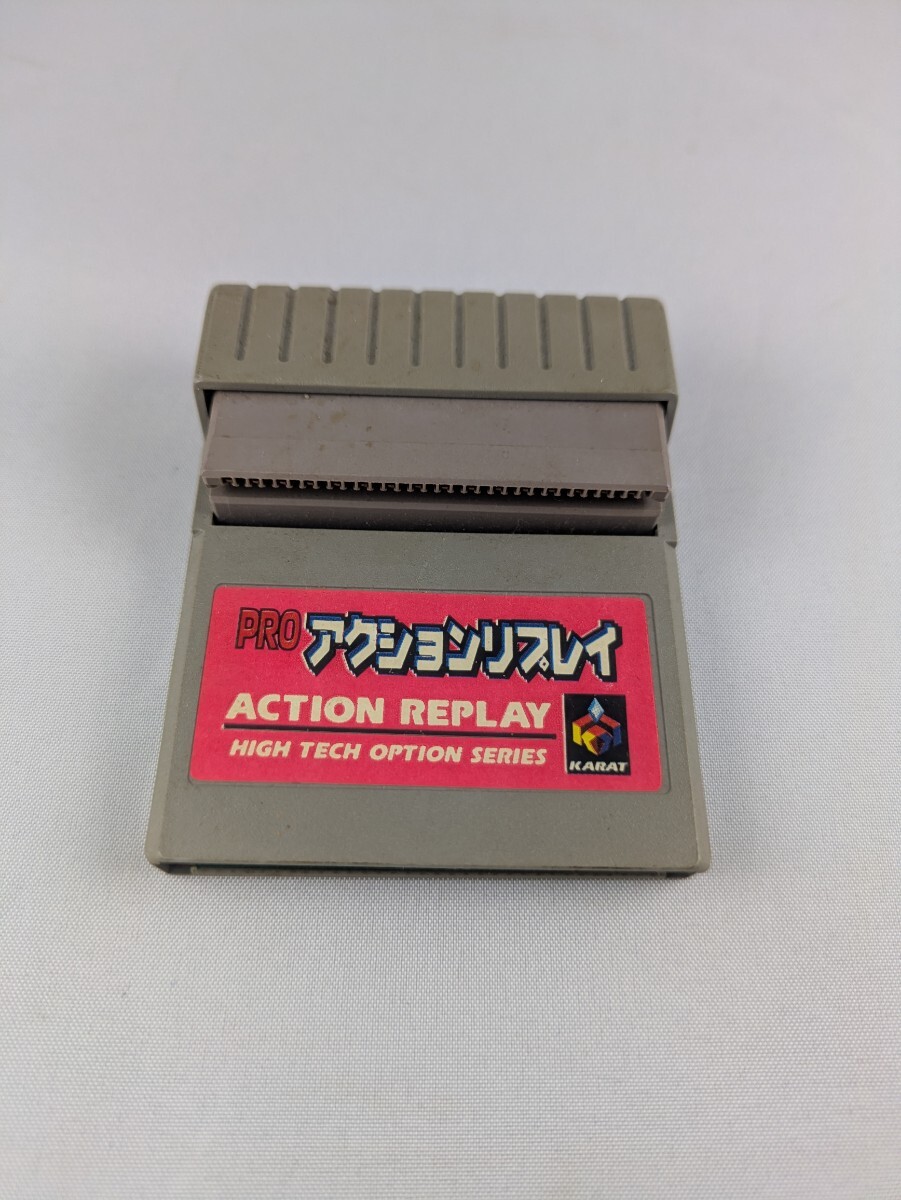 PRO アクションリプレイ
ACTION REPLAY
HIGH TECH OPTION SERIES
KARAT